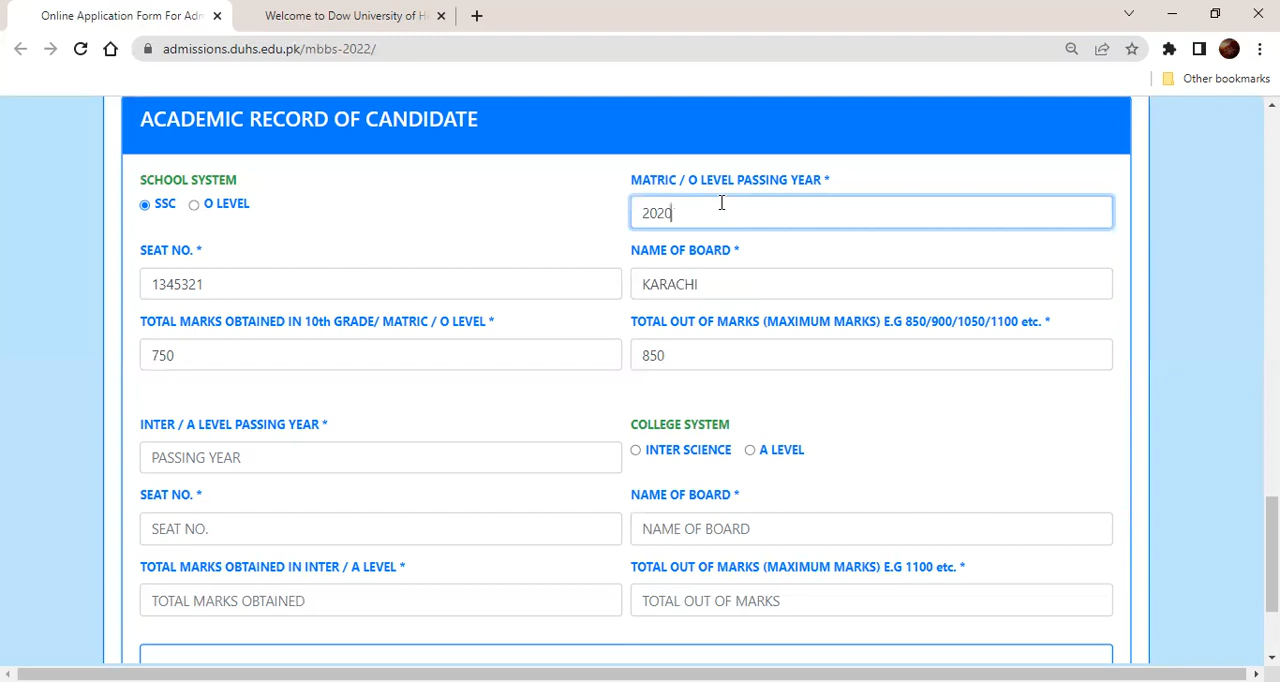 Online Application Form For Adm
Welcome to Dow University of H
admissions.duhs.edu.pk/mbbs-2022/
Other bookmarks
ACADEMIC RECORD OF CANDIDATE
SCHOOL SYSTEM
MATRIC / O LEVEL PASSING YEAR *
SSC O LEVEL
2020
SEAT NO. *
NAME OF BOARD *
1345321
KARACHI
TOTAL MARKS OBTAINED IN 10th GRADE/ MATRIC / O LEVEL *
TOTAL OUT OF MARKS (MAXIMUM MARKS) E.G 850/900/1050/1100 etc. *
750
850
INTER / A LEVEL PASSING YEAR *
COLLEGE SYSTEM
PASSING YEAR
INTER SCIENCE A LEVEL
SEAT NO. *
NAME OF BOARD *
SEAT NO.
NAME OF BOARD
TOTAL MARKS OBTAINED IN INTER / A LEVEL *
TOTAL OUT OF MARKS (MAXIMUM MARKS) E.G 1100 etc. *
TOTAL MARKS OBTAINED
TOTAL OUT OF MARKS